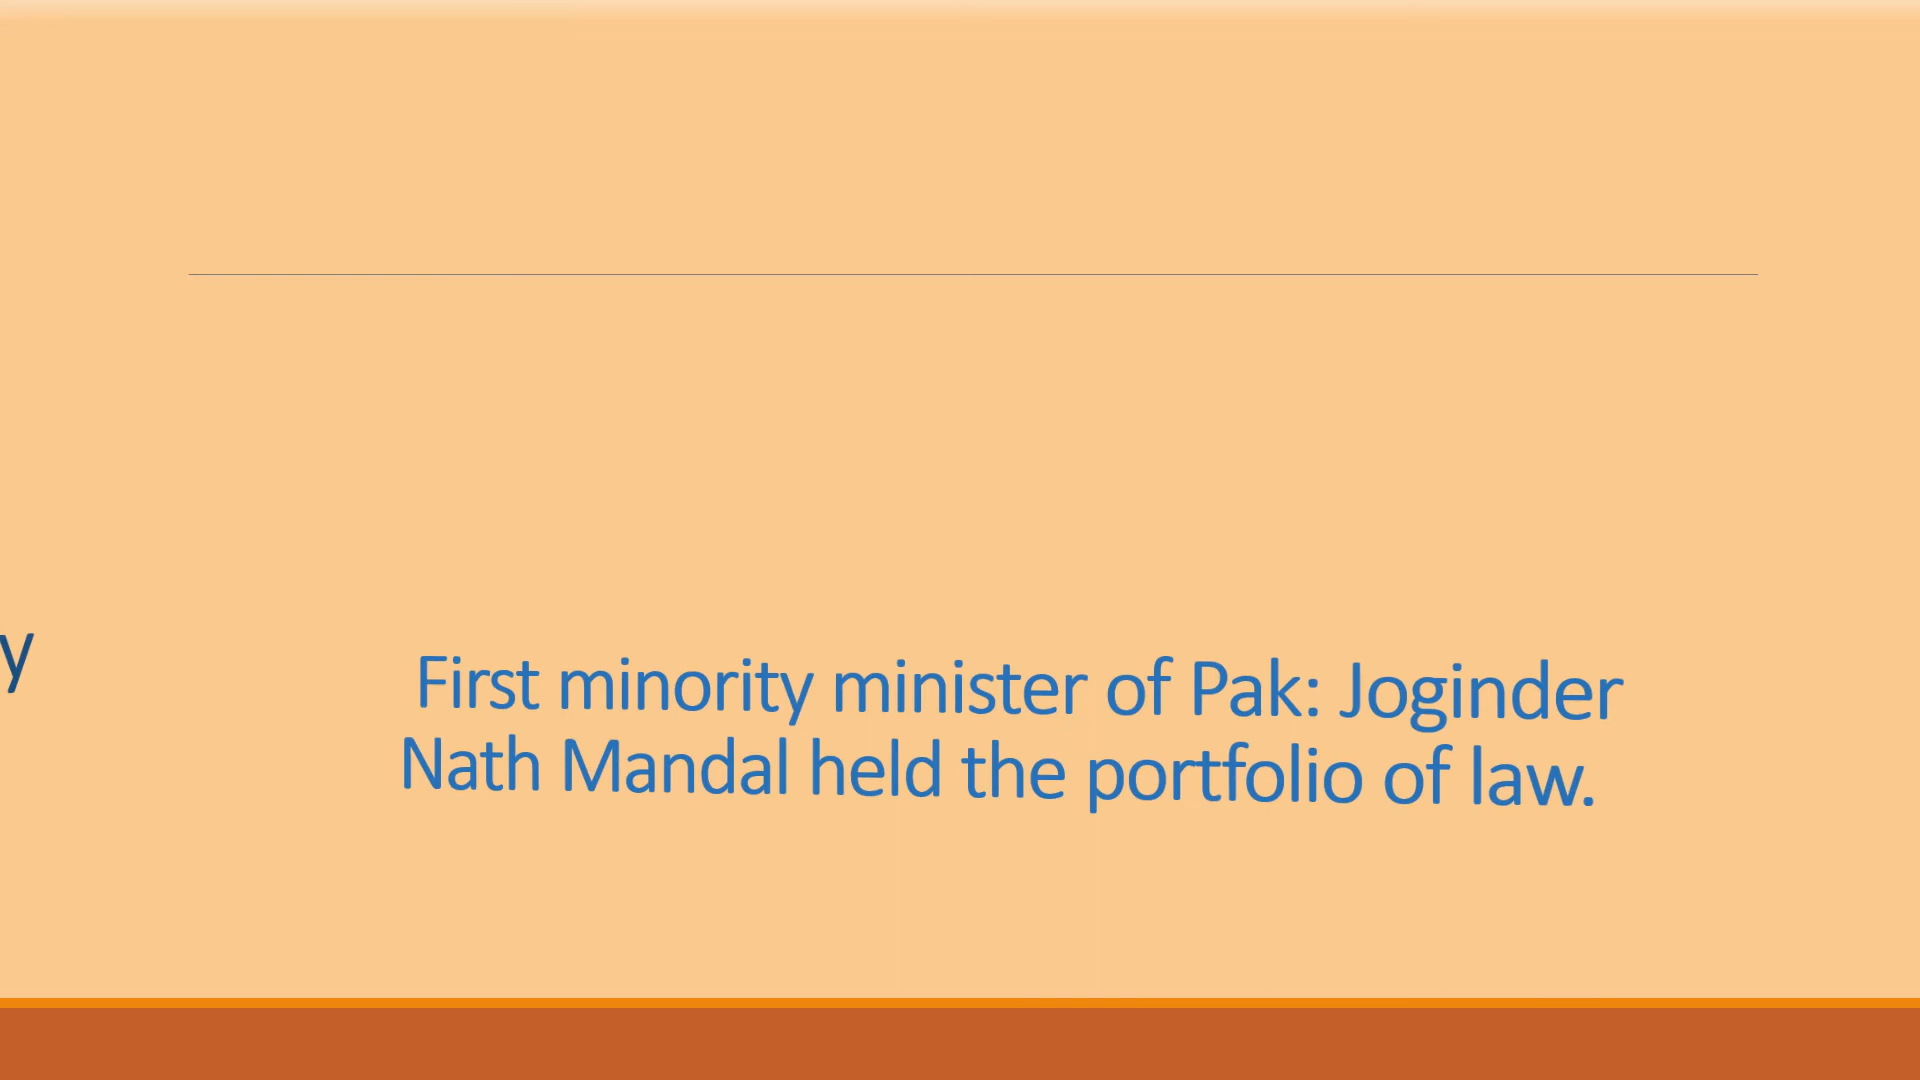 y
First minority minister of Pak: Joginder
Nath Mandal held the portfolio of law.